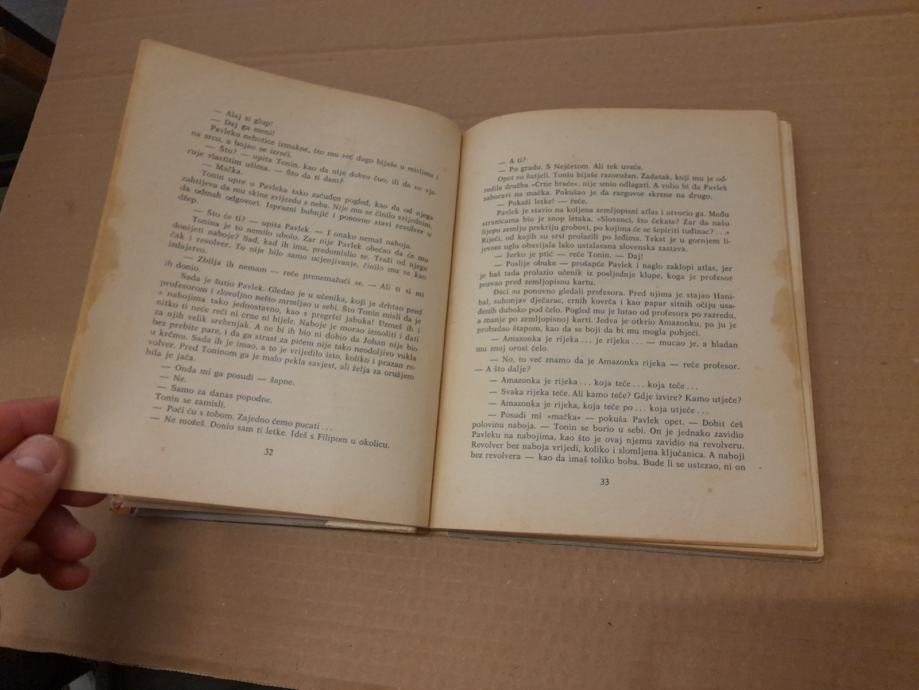 — Alaj si glup!
— Daj ga meni!
Pavleku nehotice izmakne, što mu već dugo bijaše u mislima i
na srcu, a bojao se izreći.
— Što? — upita Tonin, kao da nije dobro čuo, ili da ne vje-
ruje vlastitim ušima. — Što da ti dam?
— Mačka.
Tonin upre u Pavleka tako začuđen pogled, kao da od njega
zahtijeva da mu skine zvijezdu s neba. Nije mu se činilo vrijednim,
da odmah odgovori. Isprazni bubnjić i ponovno stavi revolver u
džep.
— Što će ti? — upita Pavlek. — I onako nemaš naboja.
Tonina je to nemilo ubolo. Zar nije Pavlek obećao da će mu
donijeti naboje? Sad, kad ih ima, predomislio se. Traži od njega
čak i revolver. To nije bilo samo ucjenjivanje, činilo mu se kao
izdajstvo.
— Zbilja ih nemam — reče prenemažući se. — Ali ti si mi
ih donio.
Sada je šutio Pavlek. Gledao je u učenika, koji je drhtao pred
profesorom i zlovoljno nešto mrmljao u sebi. Što Tonin misli da je
s nabojima tako jednostavno, kao s pregršti jabuka! Uzmeš ih i
nitko ti neće reći ni crne ni bijele. Naboje je morao izmoliti i dati
za njih velik srebrnjak. A ne bi ih bio ni dobio da Johan nije bio
bez prebite pare, i da ga strast za pićem nije tako neodoljivo vukla
u krčmu. Sada ih je imao, a to je vrijedilo isto, koliko i prazan re-
volver. Pred Toninom ga je malo pekla savjest, ali želja za oružjem
bila je jača.
— Onda mi ga posudi — šapne.
— Ne.
— Samo za danas popodne.
Tonin se zamisli.
— Poći ću s tobom. Zajedno ćemo pucati . . .
— Ne možeš. Donio sam ti letke. Ideš s Filipom u okolicu.
32
— A ti?
— Po gradu. S Nejčetom. Ali tek uveče.
Opet su šutjeli. Tonin bijaše razoružan. Zadatak, koji mu je od-
redila družba »Crne braće«, nije smio odlagati. A volio bi da Pavlek
zaboravi na mačka. Pokušao je da razgovor skrene na drugo.
— Pokaži letke! — reče.
Pavlek je stavio na koljena zemljopisni atlas i otvorio ga. Među
stranicama bio je snop letaka. »Slovenci, što čekate? Zar da našu
lijepu zemlju prekriju grobovi, po kojima će se šepiriti tuđinac? . . .«
Riječi, od kojih su srsi prolazili po leđima. Tekst je u gornjem li-
jevom uglu obavijala lako ustalasana slovenska zastava.
— Jerko je ptič — reče Tonin. — Daj!
— Poslije obuke — prošapće Pavlek i naglo zaklopi atlas, jer
je baš tada prolazio učenik iz posljednje klupe, koga je profesor
pozvao pred zemljopisnu kartu.
Đaci su ponovno gledali profesora. Pred njima je stajao Hani-
bal, suhonjav dječarac, crnih kovrča i kao papar sitnih očiju usa-
đenih duboko pod čelo. Pogled mu je lutao od profesora po razredu,
a manje po zemljopisnoj karti. Jedva je otkrio Amazonku, pa ju je
probadao štapom, kao da se boji da bi mu mogla pobjeći.
— Amazonka je rijeka . . . je rijeka . . . — mucao je, a hladan
mu znoj orosi čelo.
— No, to već znamo da je Amazonka rijeka — reče profesor.
— A što dalje?
— Amazonka je rijeka . . . koja teče . . . koja teče . . .
— Svaka rijeka teče. Ali kamo teče? Gdje izvire? Kamo utječe?
— Amazonka je rijeka, koja teče po . . . koja utječe . . .
— Posudi mi »mačka« — pokuša Pavlek opet. — Dobit ćeš
polovinu naboja. — Tonin se borio u sebi. On je jednako zavidio
Pavleku na nabojima, kao što je ovaj njemu zavidio na revolveru.
Revolver bez naboja vrijedi, koliko i slomljena ključanica. A naboji
bez revolvera — kao da imaš toliko boba. Bude li se ustezao, ni on
33